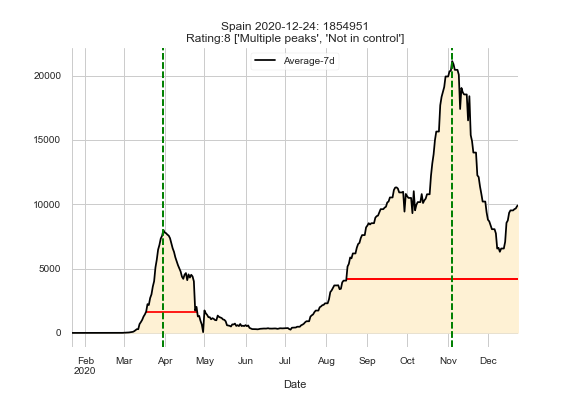 Spain 2020-12-24: 1854951
Rating:8 ['Multiple peaks', 'Not in control']
Average-7d
20000
15000
10000
5000
0
Feb Mar Apr May Jun Jul Aug Sep Oct Nov Dec
2020
Date